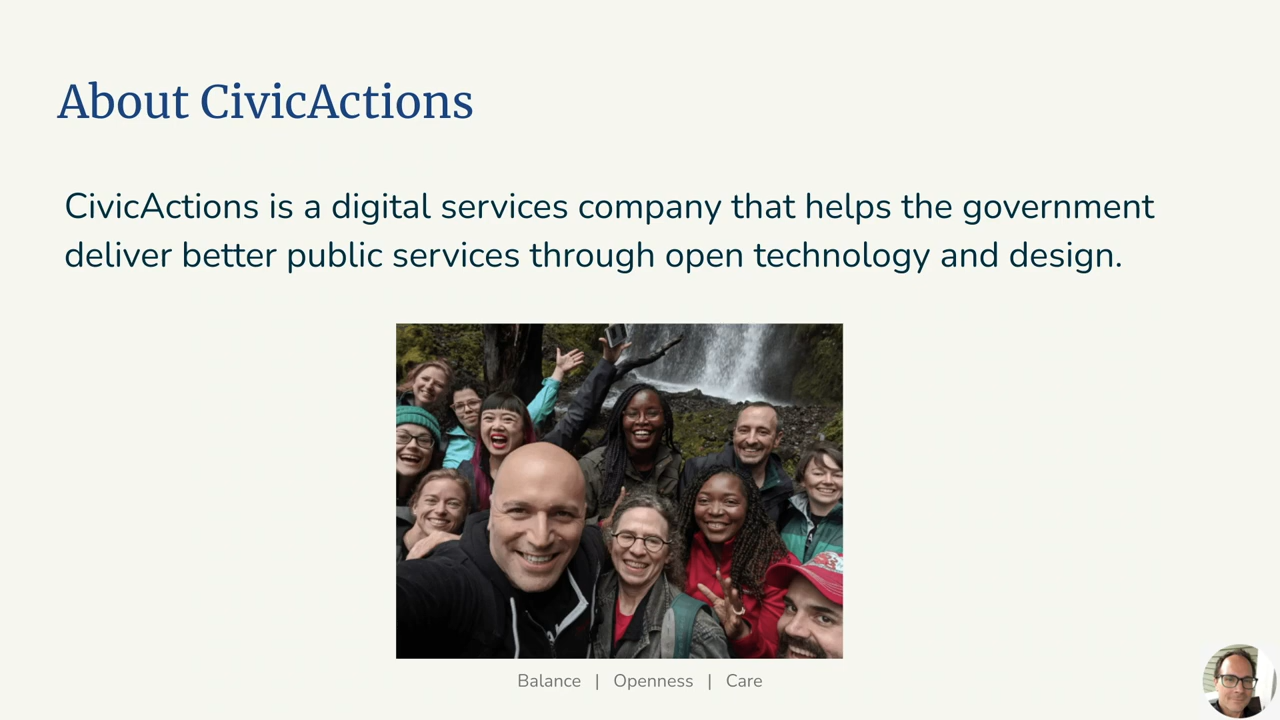 About CivicActions
CivicActions is a digital services company that helps the government
deliver better public services through open technology and design.
Balance | Openness | Care